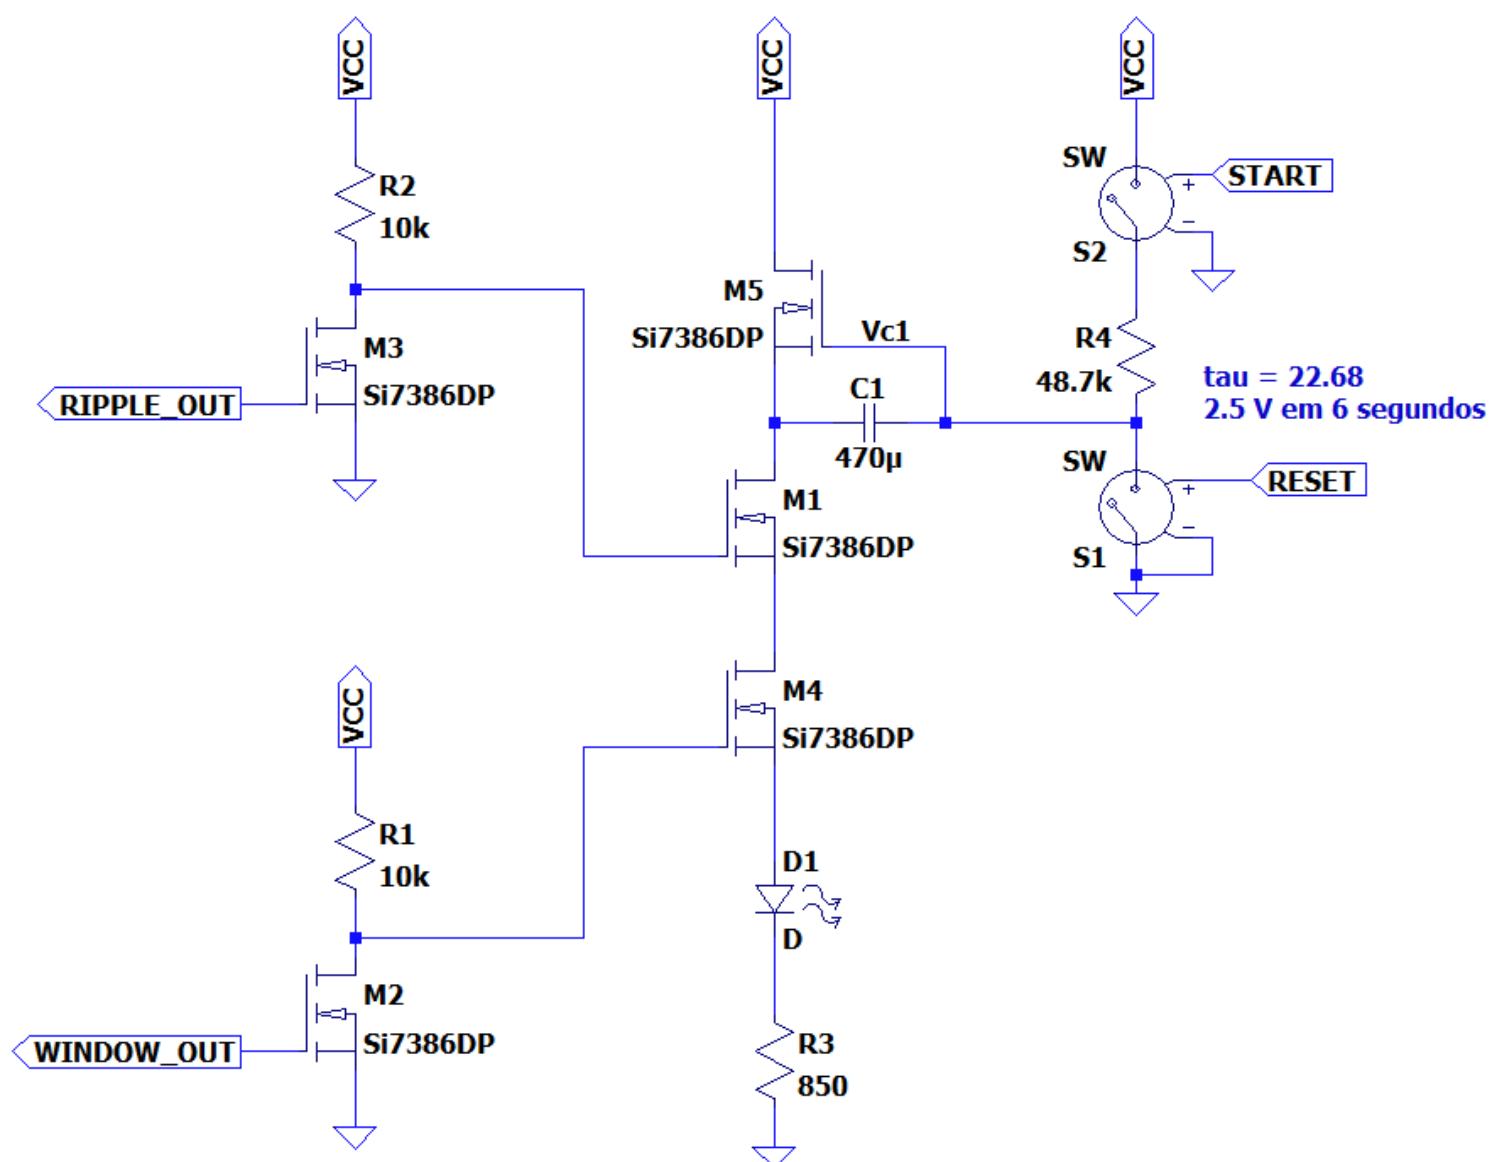 VCC
VCC
VCC
SW
START
R2
10k
S2
M5
Si7386DP
Vc1
R4
48.7k
M3
Si7386DP
RIPPLE_OUT
C1
470µ
tau = 22.68
2.5 V em 6 segundos
SW
RESET
M1
Si7386DP
S1
M4
Si7386DP
VCC
R1
10k
D1
D
M2
Si7386DP
WINDOW_OUT
R3
850